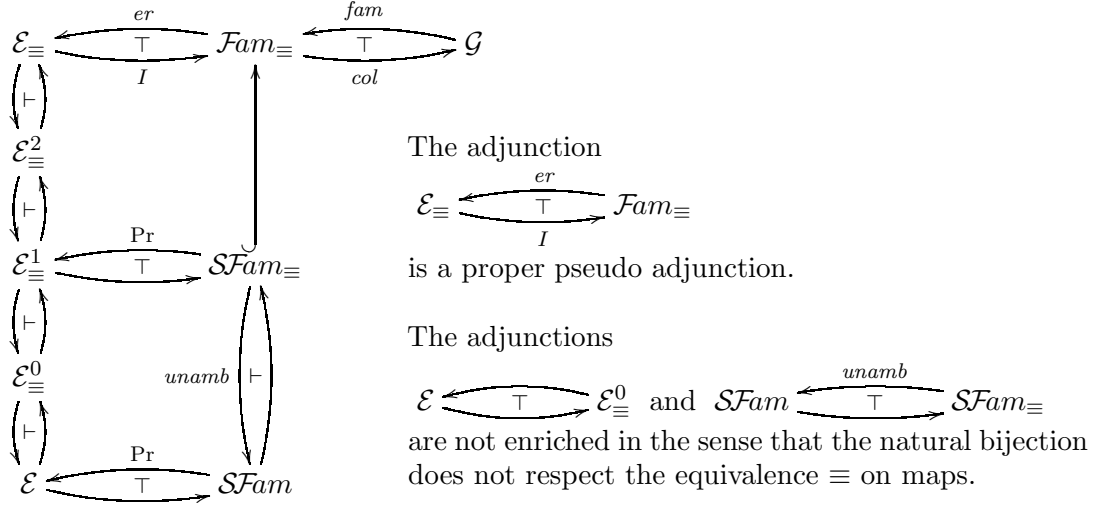 er fam
ℰ≡ ⊤ ℱam≡ ⊤ 𝒢
I col
⊢
ℰ²≡
The adjunction
er
⊢ ℰ≡ ⊤ ℱam≡
I
Pr
ℰ¹≡ ⊤ 𝒮ℱam≡ is a proper pseudo adjunction.
⊢
The adjunctions
ℰ⁰≡ unamb ⊢ unamb
ℰ ⊤ ℰ⁰≡ and 𝒮ℱam ⊤ 𝒮ℱam≡
⊢
are not enriched in the sense that the natural bijection
Pr
ℰ ⊤ 𝒮ℱam does not respect the equivalence ≡ on maps.